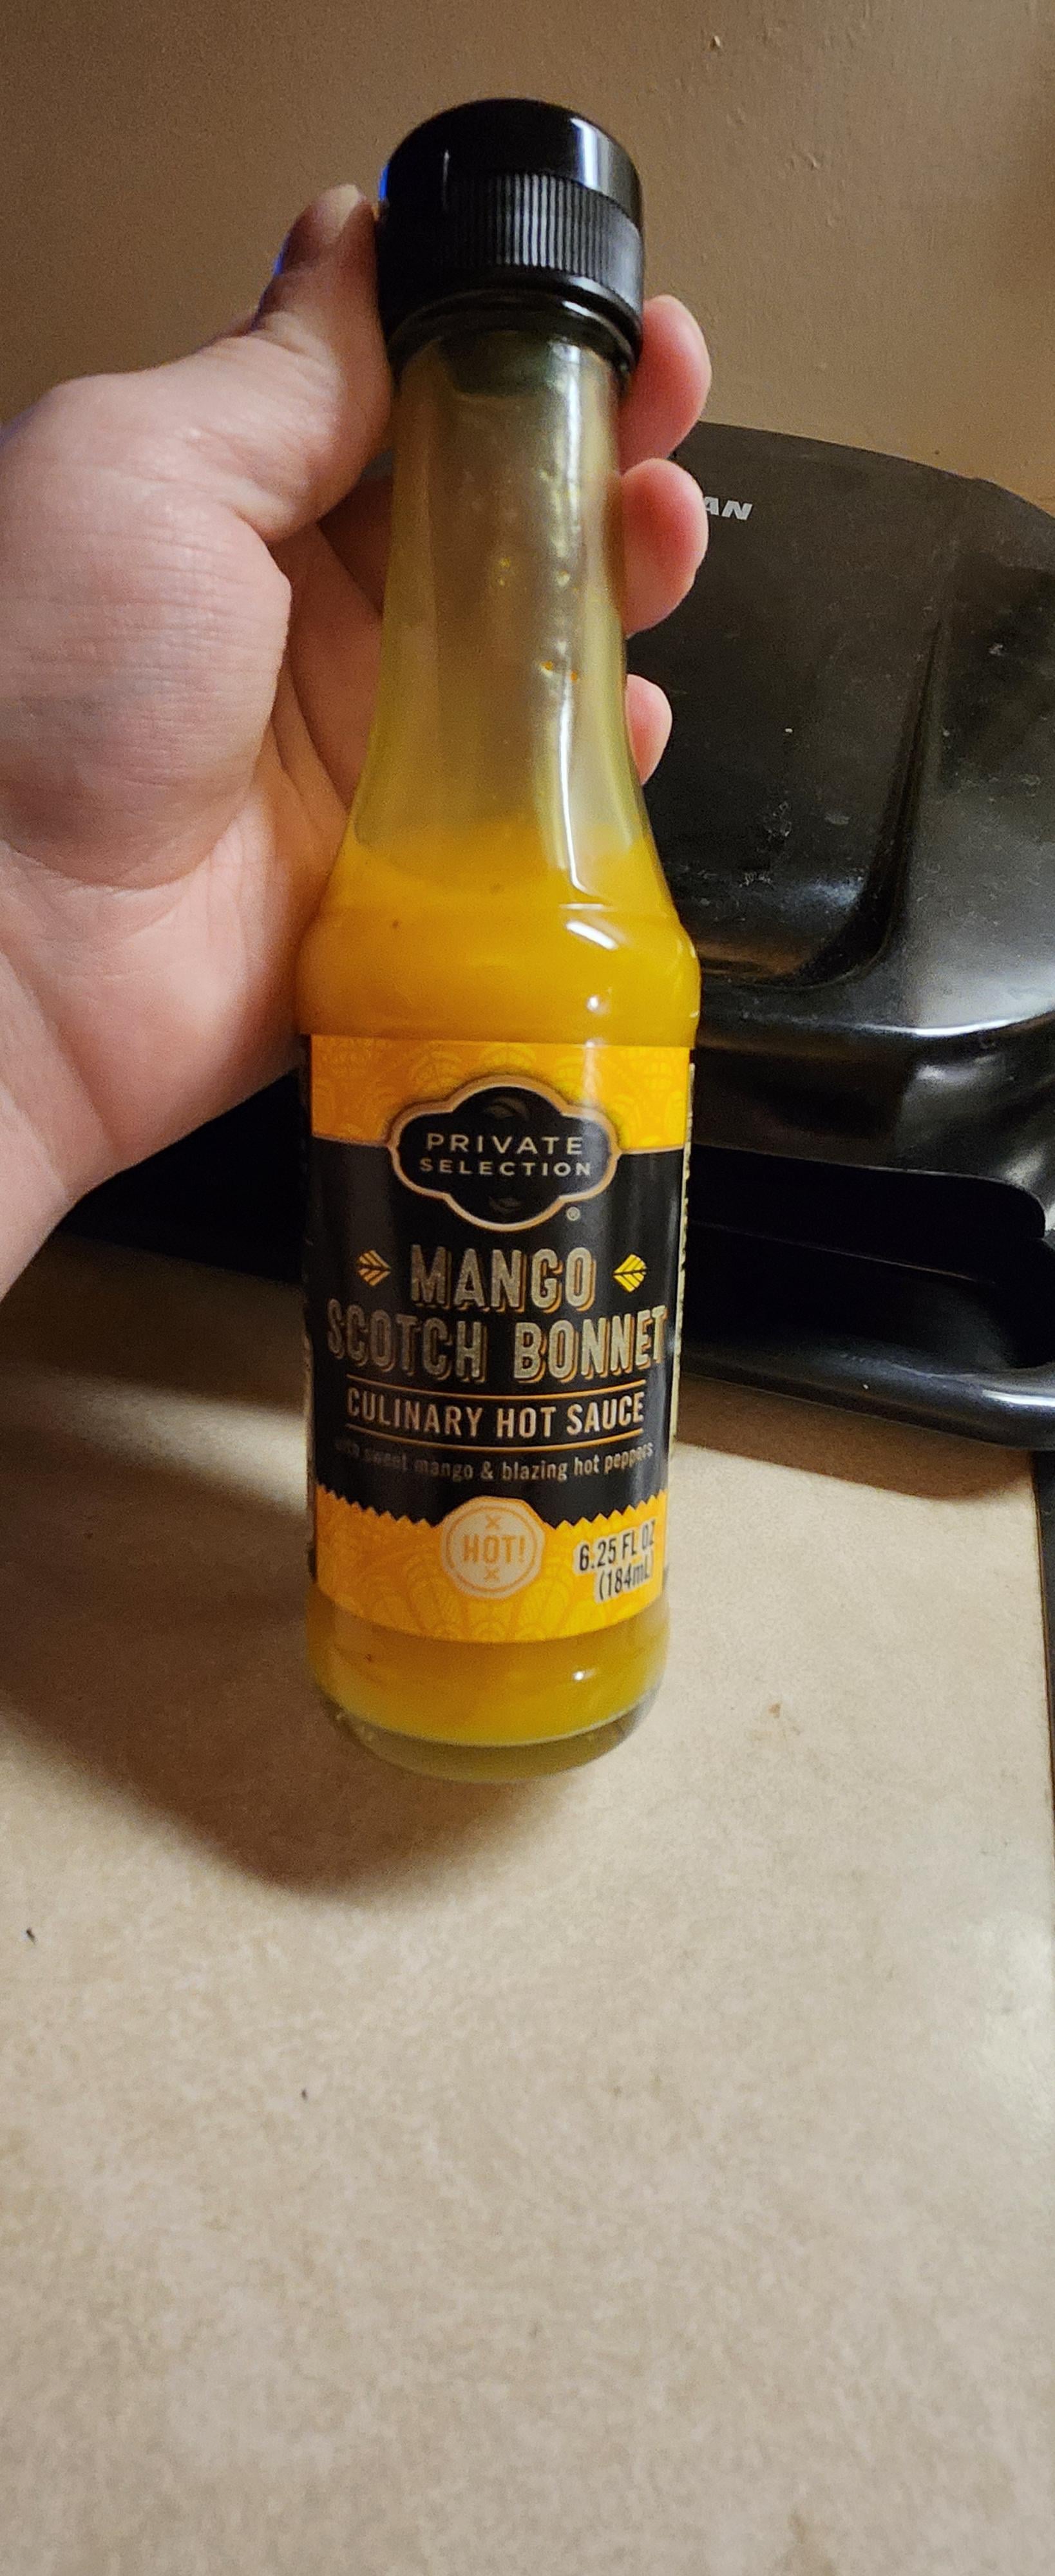 AN
PRIVATE
SELECTION
®
MANGO
SCOTCH BONNET
CULINARY HOT SAUCE
with sweet mango & blazing hot peppers
HOT!
6.25 FL OZ
(184mL)